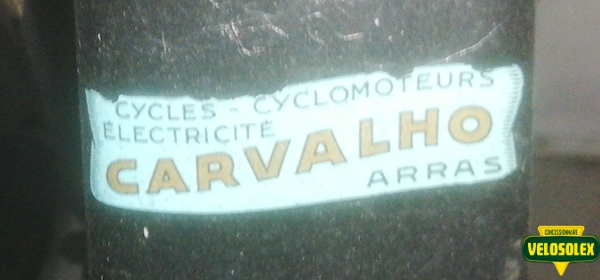 CYCLES - CYCLOMOTEURS
ÉLECTRICITÉ
CARVALHO
ARRAS
CONCESSIONNAIRE
VELOSOLEX